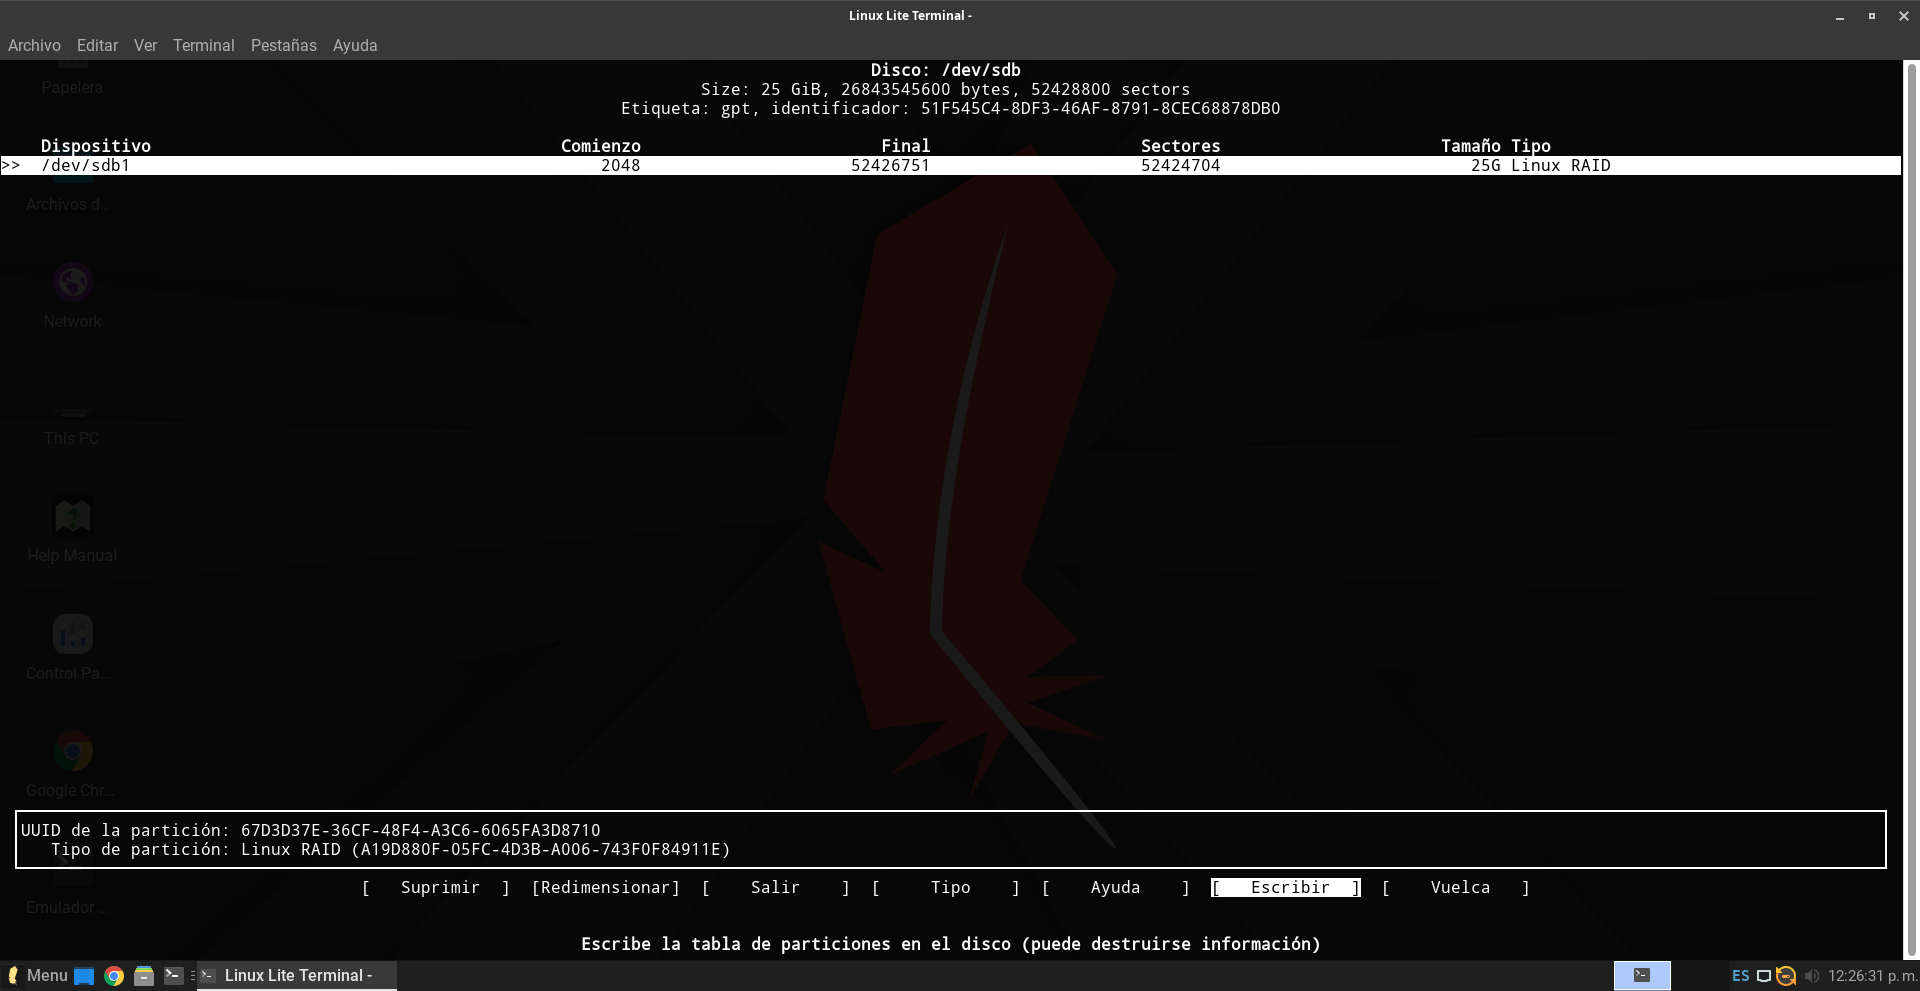 Linux Lite Terminal -
Archivo Editar Ver Terminal Pestañas Ayuda
Papelera
Disco: /dev/sdb
Size: 25 GiB, 26843545600 bytes, 52428800 sectors
Etiqueta: gpt, identificador: 51F545C4-8DF3-46AF-8791-8CEC68878DB0
Dispositivo Comienzo Final Sectores Tamaño Tipo
>> /dev/sdb1 2048 52426751 52424704 25G Linux RAID
Archivos d...
Network
This PC
Help Manual
Control Pa...
Google Chr...
UUID de la partición: 67D3D37E-36CF-48F4-A3C6-6065FA3D8710
Tipo de partición: Linux RAID (A19D880F-05FC-4D3B-A006-743F0F84911E)
[ Suprimir ] [Redimensionar] [ Salir ] [ Tipo ] [ Ayuda ] [ Escribir ] [ Vuelca ]
Emulador ...
Escribe la tabla de particiones en el disco (puede destruirse información)
Menu Linux Lite Terminal - ES 12:26:31 p. m.